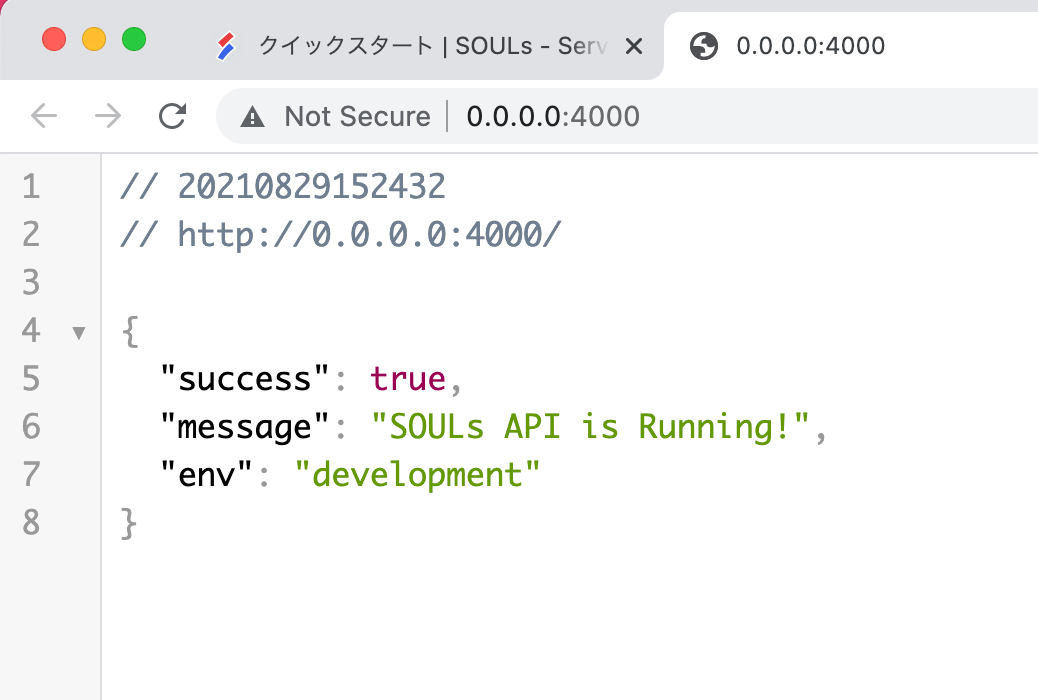 クイックスタート | SOULs - Serv
0.0.0.0:4000
Not Secure 0.0.0.0:4000
1 // 20210829152432
2 // http://0.0.0.0:4000/
3
4 {
5 "success": true,
6 "message": "SOULs API is Running!",
7 "env": "development"
8 }